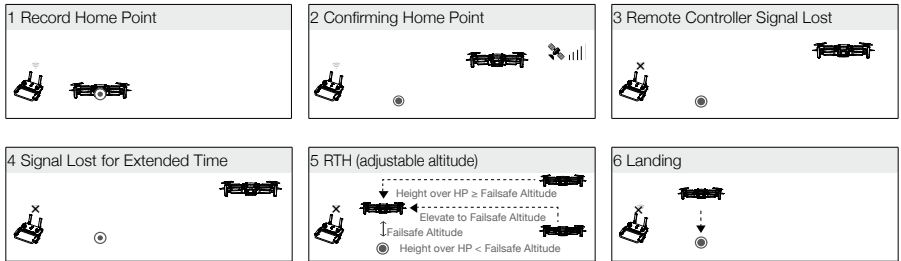 1 Record Home Point
2 Confirming Home Point
3 Remote Controller Signal Lost
4 Signal Lost for Extended Time
5 RTH (adjustable altitude)
Height over HP ≥ Failsafe Altitude
Elevate to Failsafe Altitude
Failsafe Altitude
Height over HP < Failsafe Altitude
6 Landing